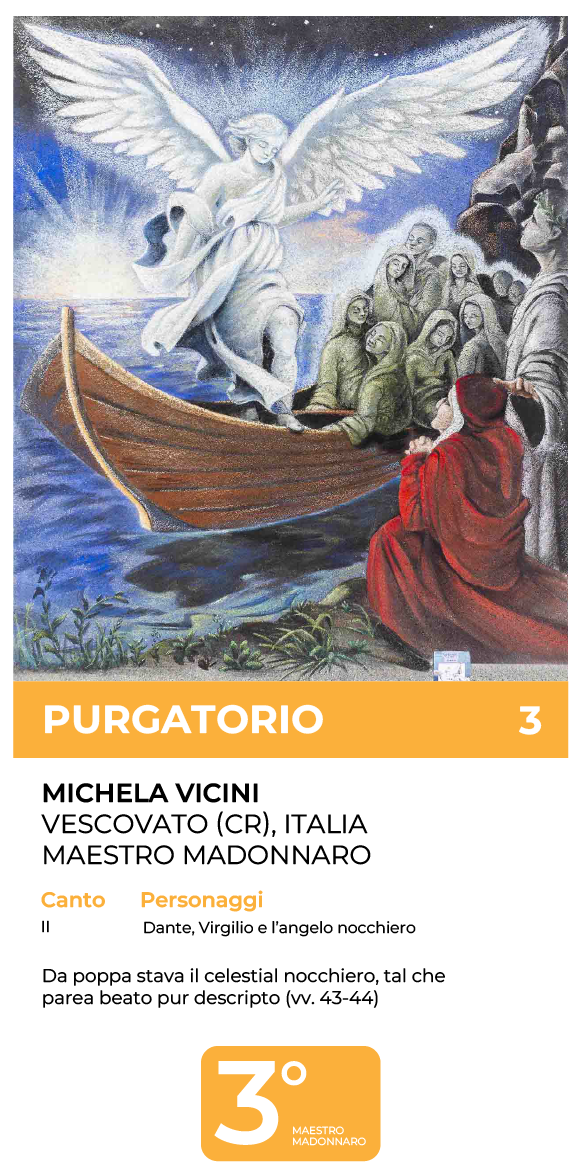 PURGATORIO 3
MICHELA VICINI
VESCOVATO (CR), ITALIA
MAESTRO MADONNARO
Canto Personaggi
II Dante, Virgilio e l’angelo nocchiero
Da poppa stava il celestial nocchiero, tal che
parea beato pur descripto (vv. 43-44)
3°
MAESTRO
MADONNARO